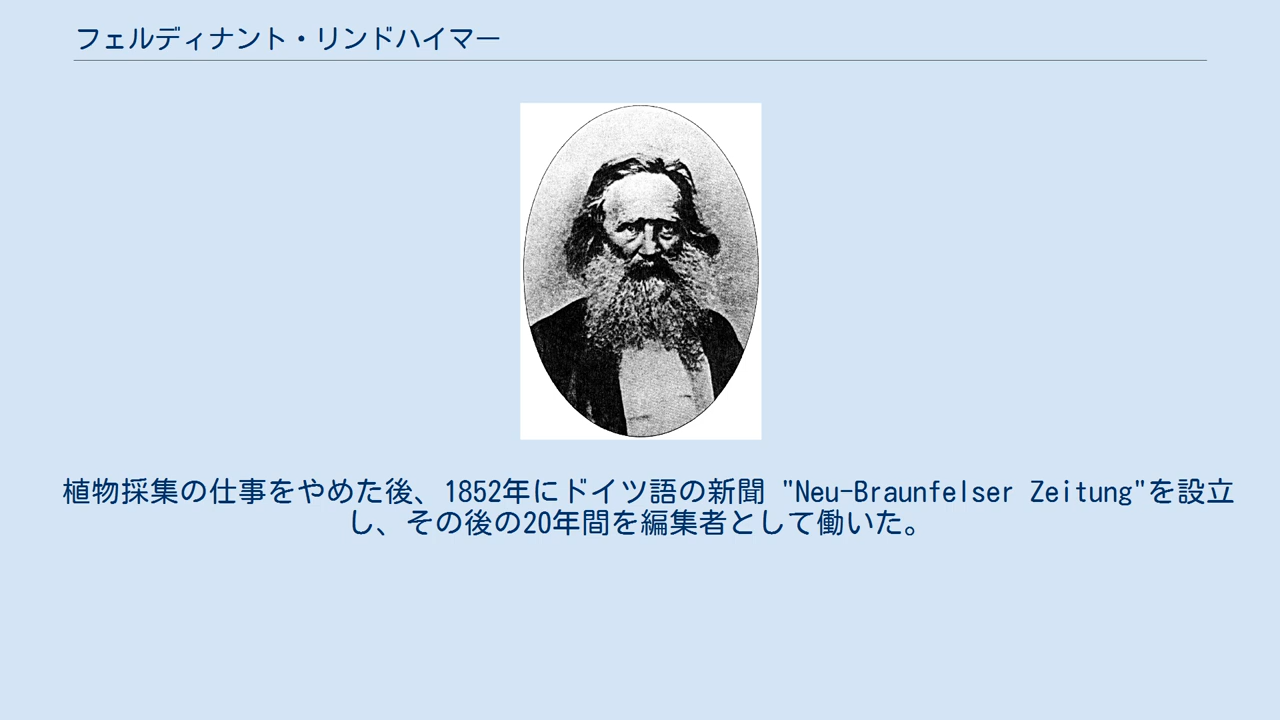 フェルディナント・リンドハイマー
植物採集の仕事をやめた後、1852年にドイツ語の新聞 "Neu-Braunfelser Zeitung"を設立
し、その後の20年間を編集者として働いた。